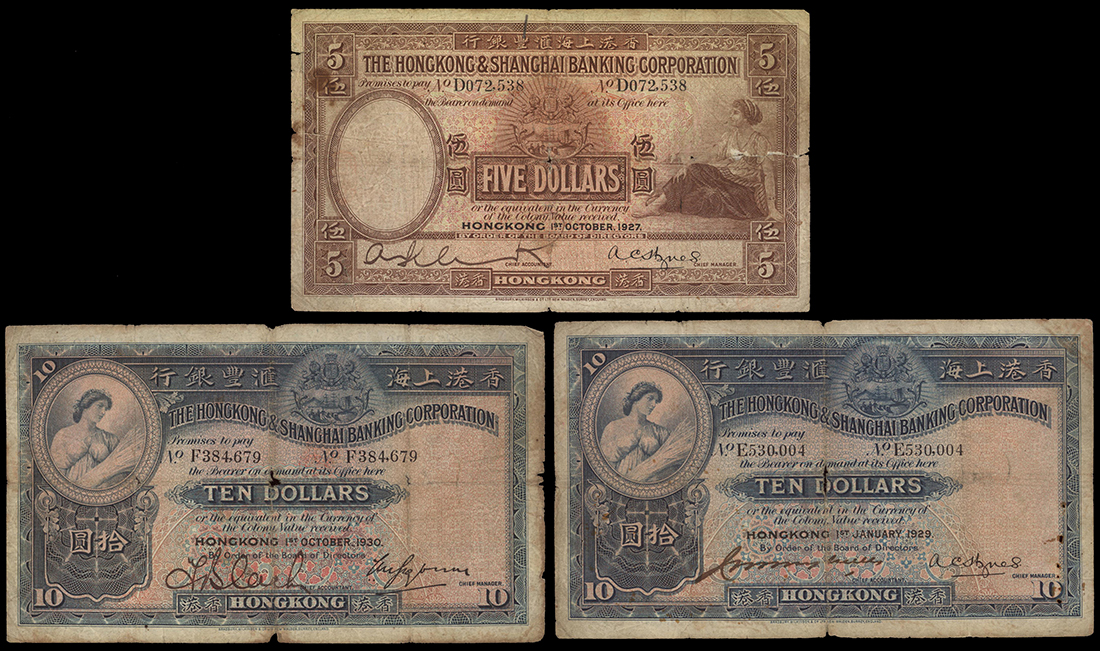 5 行銀豐滙海上港香 5
THE HONGKONG & SHANGHAI BANKING CORPORATION
伍 Promises to pay No D072,538 No D072,538 伍
the Bearer on demand at its Office here
伍圓 FIVE DOLLARS 伍圓
or the equivalent in the Currency
of the Colony, Value received.
HONGKONG 1ST OCTOBER, 1927.
BY ORDER OF THE BOARD OF DIRECTORS
伍 伍
A C Hynes
CHIEF ACCOUNTANT. CHIEF MANAGER.
5 港香 HONGKONG 港香 5
10
行銀豐滙 海上港香
THE HONGKONG & SHANGHAI BANKING CORPORATION
Promises to pay
No F384,679 No F384,679
the Bearer on demand at its Office here
TEN DOLLARS
or the equivalent in the Currency of
the Colony, Value received.
圓拾 HONGKONG 1ST OCTOBER, 1930.
By Order of the Board of Directors
CHIEF ACCOUNTANT. CHIEF MANAGER.
10 港香 HONGKONG 港香 10
10
行銀豐滙 海上港香
THE HONGKONG & SHANGHAI BANKING CORPORATION
Promises to pay
No E530,004 No E530,004
the Bearer on demand at its Office here
TEN DOLLARS
or the equivalent in the Currency of
the Colony, Value received.
圓拾 HONGKONG 1ST JANUARY, 1929.
By Order of the Board of Directors
A C Hynes
CHIEF ACCOUNTANT. CHIEF MANAGER.
10 港香 HONGKONG 港香 10